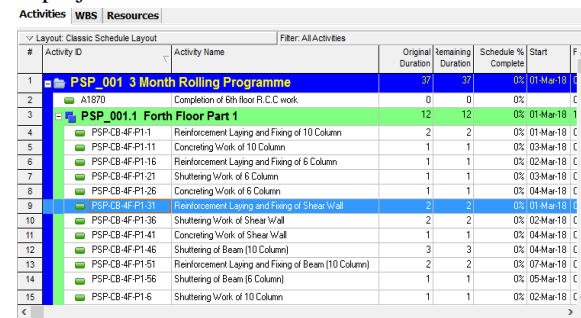 Activities WBS Resources
Layout: Classic Schedule Layout Filter: All Activities
# Activity ID Activity Name Original Duration Remaining Duration Schedule % Complete Start F
1 PSP_001 3 Month Rolling Programme 37 37 0% 01-Mar-18
2 A1870 Completion of 6th floor R.C.C work 0 0 0%
3 PSP_001.1 Forth Floor Part 1 12 12 0% 01-Mar-18 1
4 PSP-CB-4F-P1-1 Reinforcement Laying and Fixing of 10 Column 2 2 0% 01-Mar-18
5 PSP-CB-4F-P1-11 Concreting Work of 10 Column 1 1 0% 03-Mar-18
6 PSP-CB-4F-P1-16 Reinforcement Laying and Fixing of 6 Column 1 1 0% 02-Mar-18
7 PSP-CB-4F-P1-21 Shuttering Work of 6 Column 1 1 0% 03-Mar-18
8 PSP-CB-4F-P1-26 Concreting Work of 6 Column 1 1 0% 04-Mar-18
9 PSP-CB-4F-P1-31 Reinforcement Laying and Fixing of Shear Wall 2 2 0% 01-Mar-18
10 PSP-CB-4F-P1-36 Shuttering Work of Shear Wall 2 2 0% 02-Mar-18
11 PSP-CB-4F-P1-41 Concreting Work of Shear Wall 1 1 0% 04-Mar-18
12 PSP-CB-4F-P1-46 Shuttering of Beam (10 Column) 3 3 0% 04-Mar-18
13 PSP-CB-4F-P1-51 Reinforcement Laying and Fixing of Beam (10 Column) 2 2 0% 07-Mar-18
14 PSP-CB-4F-P1-56 Shuttering of Beam (6 Column) 1 1 0% 05-Mar-18
15 PSP-CB-4F-P1-6 Shuttering Work of 10 Column 1 1 0% 02-Mar-18